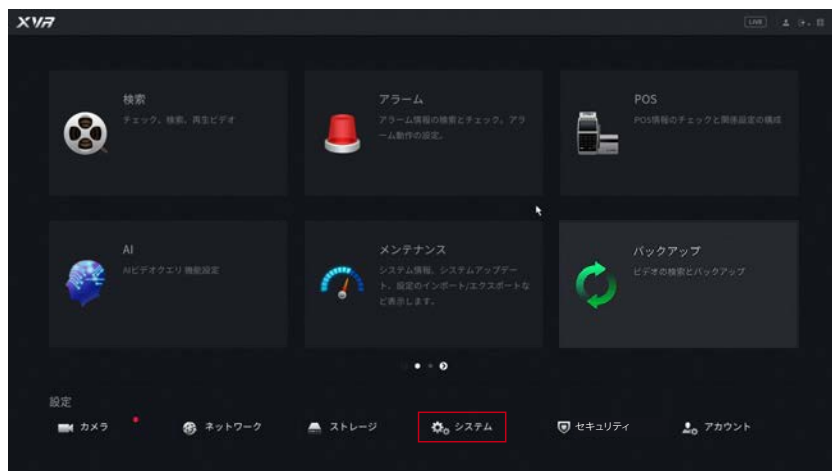 XVR
LIVE
検索
チェック、検索、再生ビデオ
アラーム
アラーム情報の検索とチェック。アラ
ーム動作の設定。
POS
POS情報のチェックと関係設定の構成
AI
AIビデオクエリ 機能設定
メンテナンス
システム情報、システムアップデー
ト、設定のインポート/エクスポートな
ど表示します。
バックアップ
ビデオの検索とバックアップ
設定
カメラ
ネットワーク
ストレージ
システム
セキュリティ
アカウント